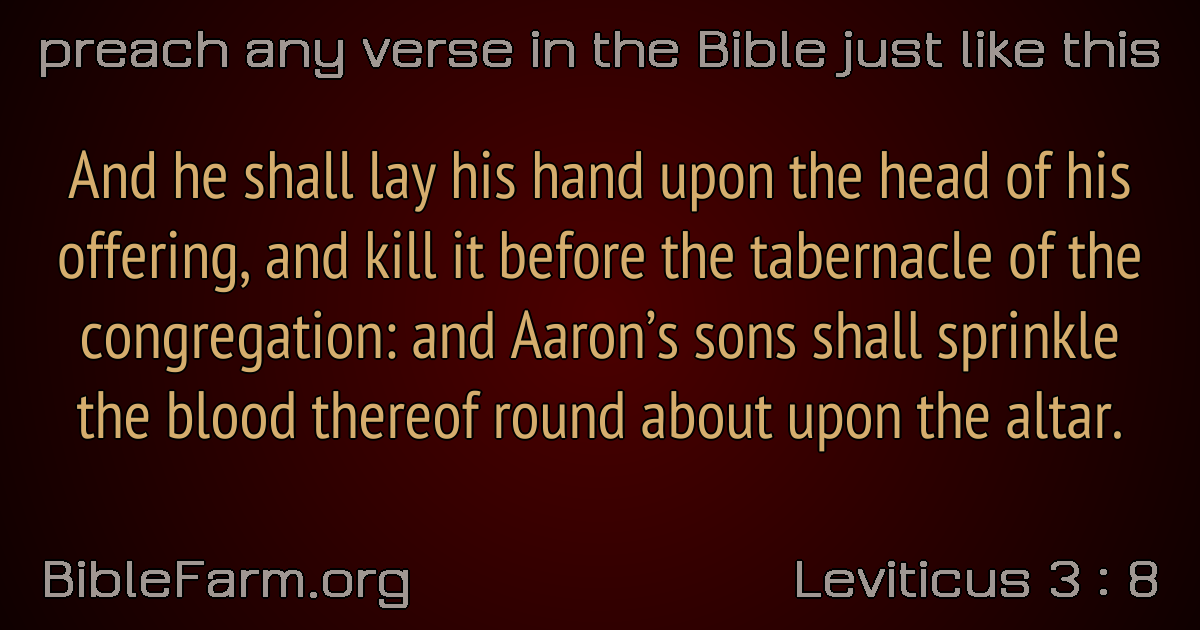 preach any verse in the Bible just like this
And he shall lay his hand upon the head of his
offering, and kill it before the tabernacle of the
congregation: and Aaron’s sons shall sprinkle
the blood thereof round about upon the altar.
BibleFarm.org
Leviticus 3 : 8